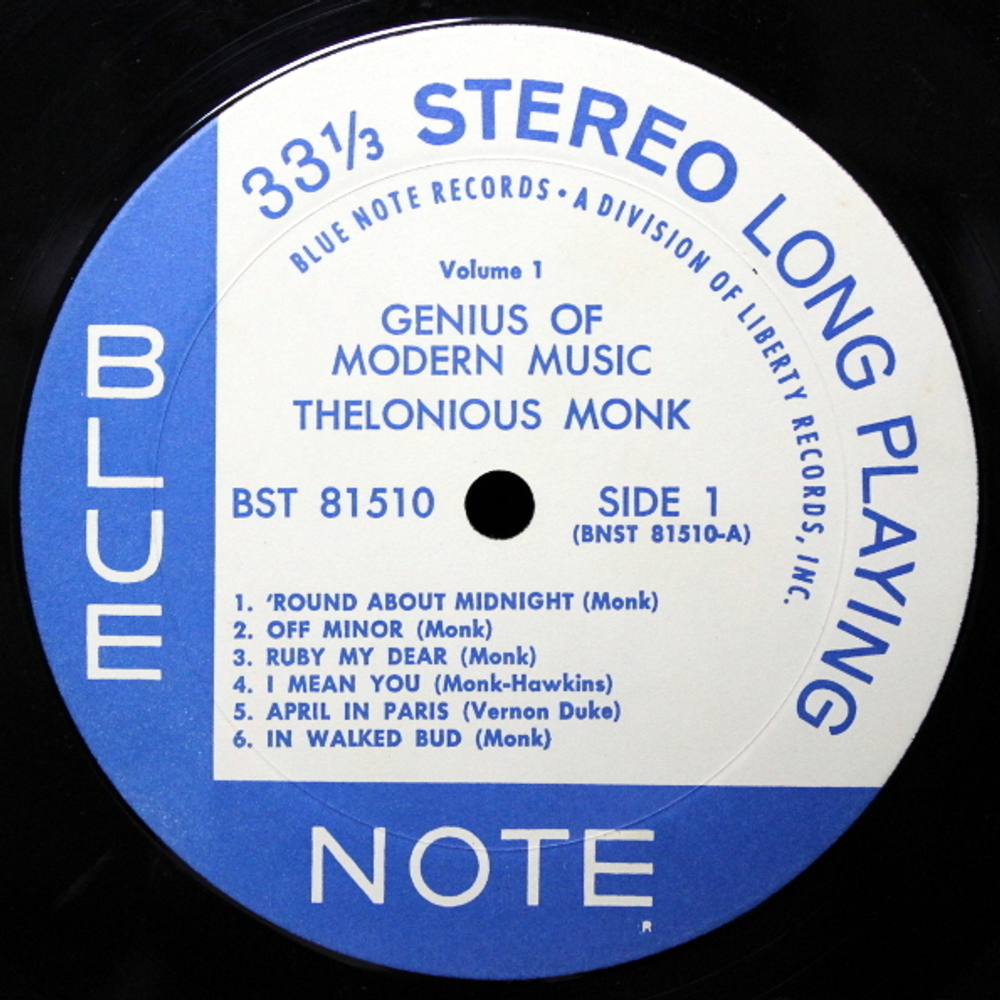 33⅓ STEREO LONG PLAYING
BLUE NOTE RECORDS • A DIVISION OF LIBERTY RECORDS, INC.
Volume 1
GENIUS OF
MODERN MUSIC
THELONIOUS MONK
BST 81510
SIDE 1
(BNST 81510-A)
1. ‘ROUND ABOUT MIDNIGHT (Monk)
2. OFF MINOR (Monk)
3. RUBY MY DEAR (Monk)
4. I MEAN YOU (Monk-Hawkins)
5. APRIL IN PARIS (Vernon Duke)
6. IN WALKED BUD (Monk)
BLUE
NOTE
R